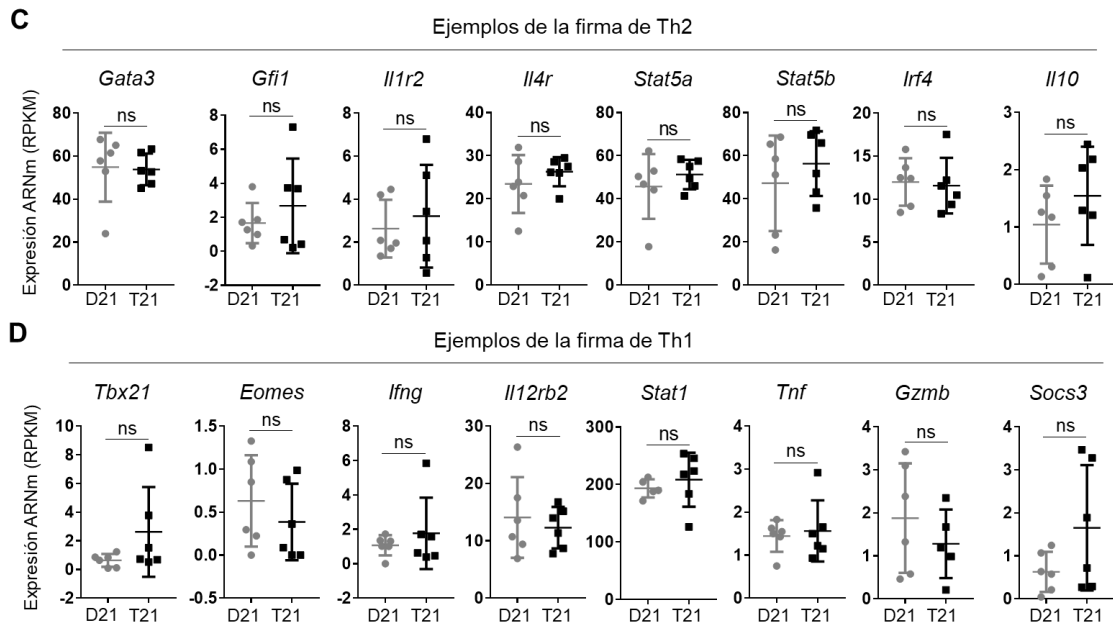 C
Ejemplos de la firma de Th2
Gata3 Gfi1 Il1r2 Il4r Stat5a Stat5b Irf4 Il10
Expresión ARNm (RPKM)
ns ns ns ns ns ns ns ns
80 60 40 20 0
8 6 4 2 0 -2
8 6 4 2 0
40 30 20 10 0
80 60 40 20 0
80 60 40 20 0
20 15 10 5 0
3 2 1 0
D21 T21 D21 T21 D21 T21 D21 T21 D21 T21 D21 T21 D21 T21 D21 T21
D
Ejemplos de la firma de Th1
Tbx21 Eomes Ifng Il12rb2 Stat1 Tnf Gzmb Socs3
Expresión ARNm (RPKM)
ns ns ns ns ns ns ns ns
10 8 6 4 2 0 -2
1.5 1.0 0.5 0.0 -0.5
8 6 4 2 0 -2
30 20 10 0
300 200 100 0
4 3 2 1 0
4 3 2 1 0
4 3 2 1 0
D21 T21 D21 T21 D21 T21 D21 T21 D21 T21 D21 T21 D21 T21 D21 T21